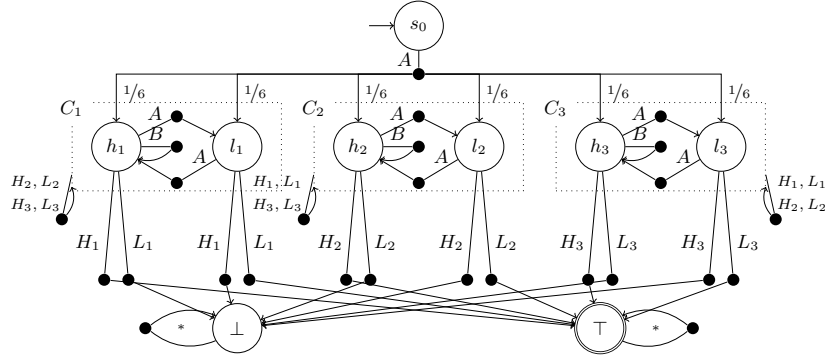 s₀
A
1/6 1/6 1/6 1/6 1/6 1/6
C₁ C₂ C₃
A A A
B B B
h₁ l₁ h₂ l₂ h₃ l₃
A A A
H₂, L₂ H₁, L₁ H₁, L₁
H₃, L₃ H₃, L₃ H₂, L₂
H₁ L₁ H₁ L₁ H₂ L₂ H₂ L₂ H₃ L₃ H₃ L₃
* ⊥ ⊤ *